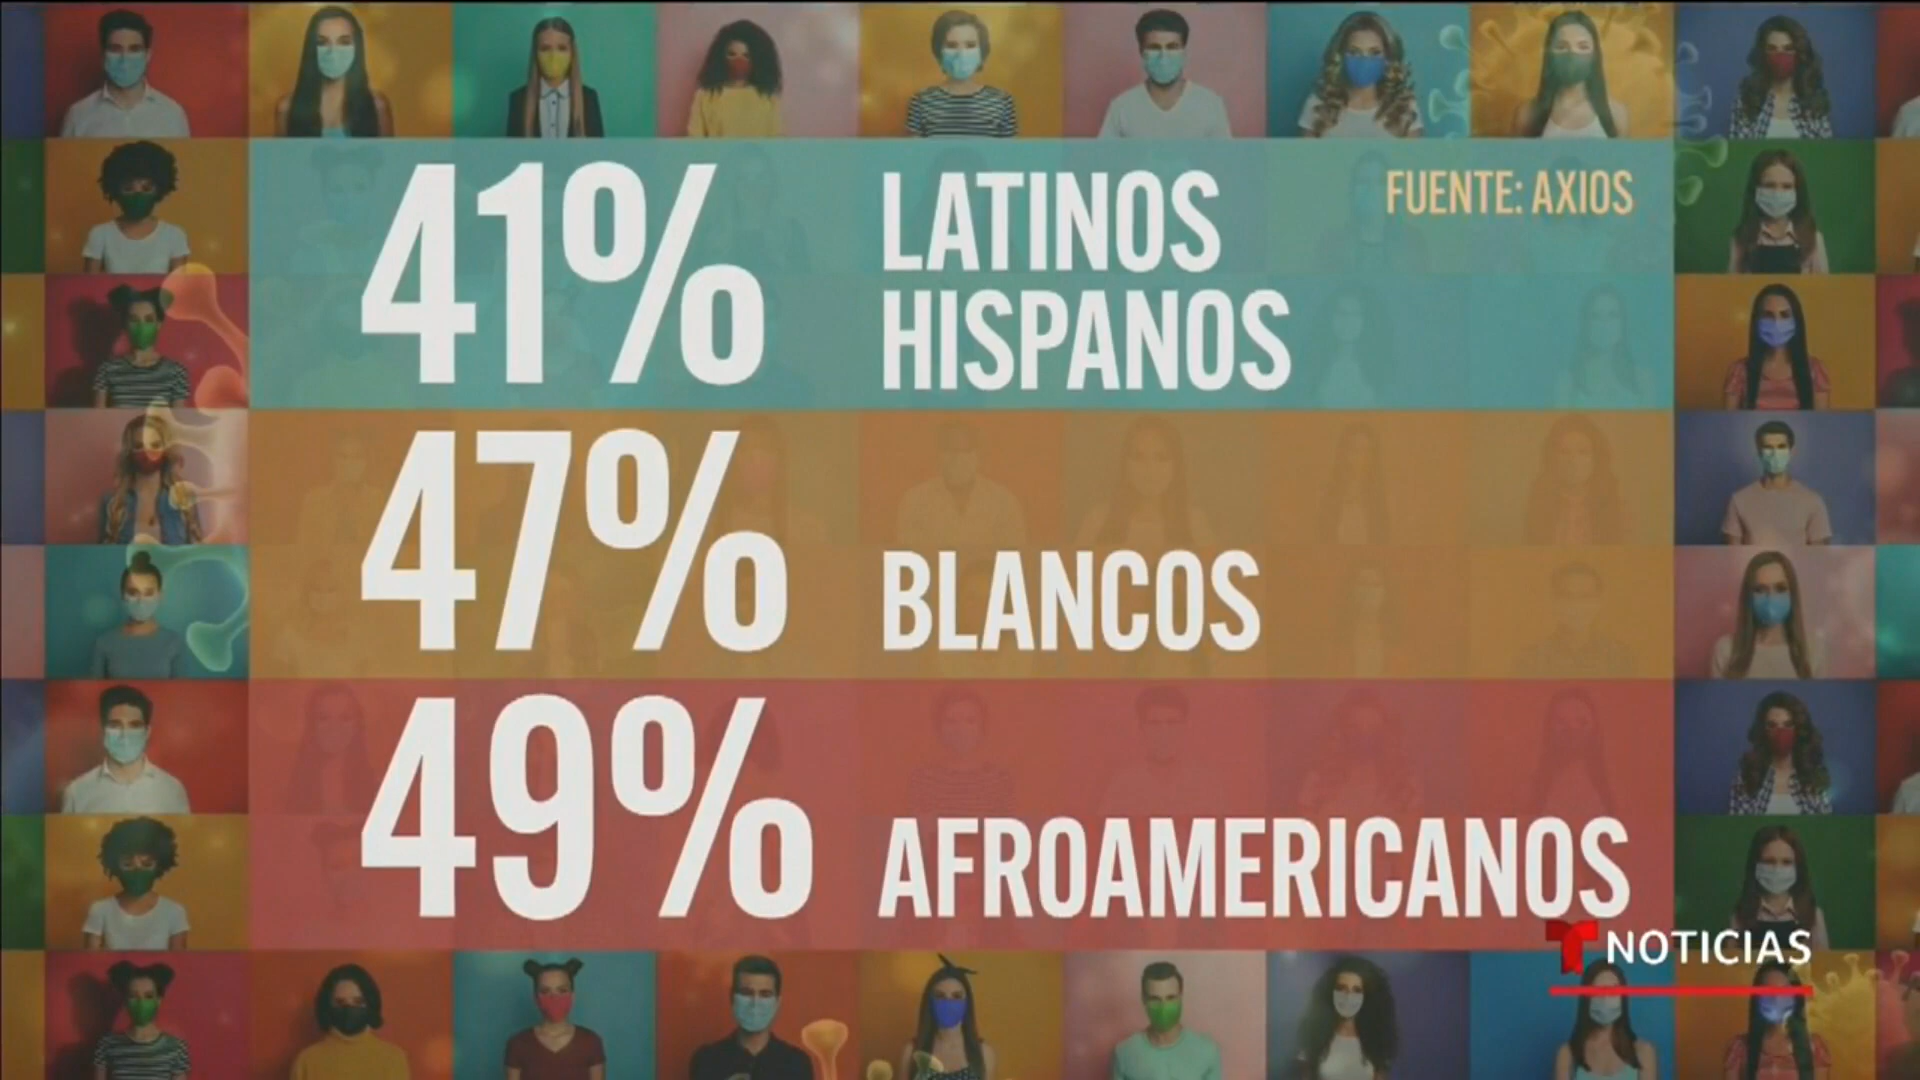 41%
LATINOS
HISPANOS
FUENTE: AXIOS
47%
BLANCOS
49%
AFROAMERICANOS
NOTICIAS